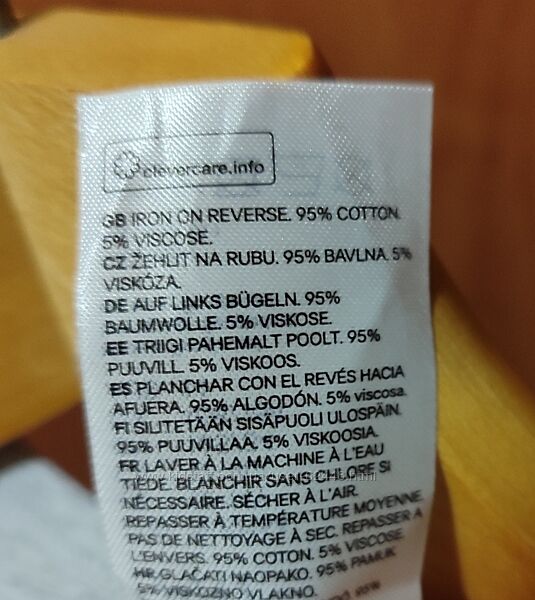 clevercare.info
GB IRON ON REVERSE. 95% COTTON.
5% VISCOSE.
CZ ŽEHLIT NA RUBU. 95% BAVLNA. 5%
VISKÓZA.
DE AUF LINKS BÜGELN. 95%
BAUMWOLLE. 5% VISKOSE.
EE TRIIGI PAHEMALT POOLT. 95%
PUUVILL. 5% VISKOOS.
ES PLANCHAR CON EL REVÉS HACIA
AFUERA. 95% ALGODÓN. 5% viscosa.
FI SILITETÄÄN SISÄPUOLI ULOSPÄIN.
95% PUUVILLAA. 5% VISKOOSIA.
FR LAVER À LA MACHINE À L'EAU
TIÈDE. BLANCHIR SANS CHLORE SI
NÉCESSAIRE. SÉCHER À L'AIR.
REPASSER À TEMPÉRATURE MOYENNE.
PAS DE NETTOYAGE À SEC. REPASSER A
L'ENVERS. 95% COTON. 5% VISCOSE.
HR GLAČATI NAOPAKO. 95% PAMUK
5% VISKOZNO VLAKNO.
95%